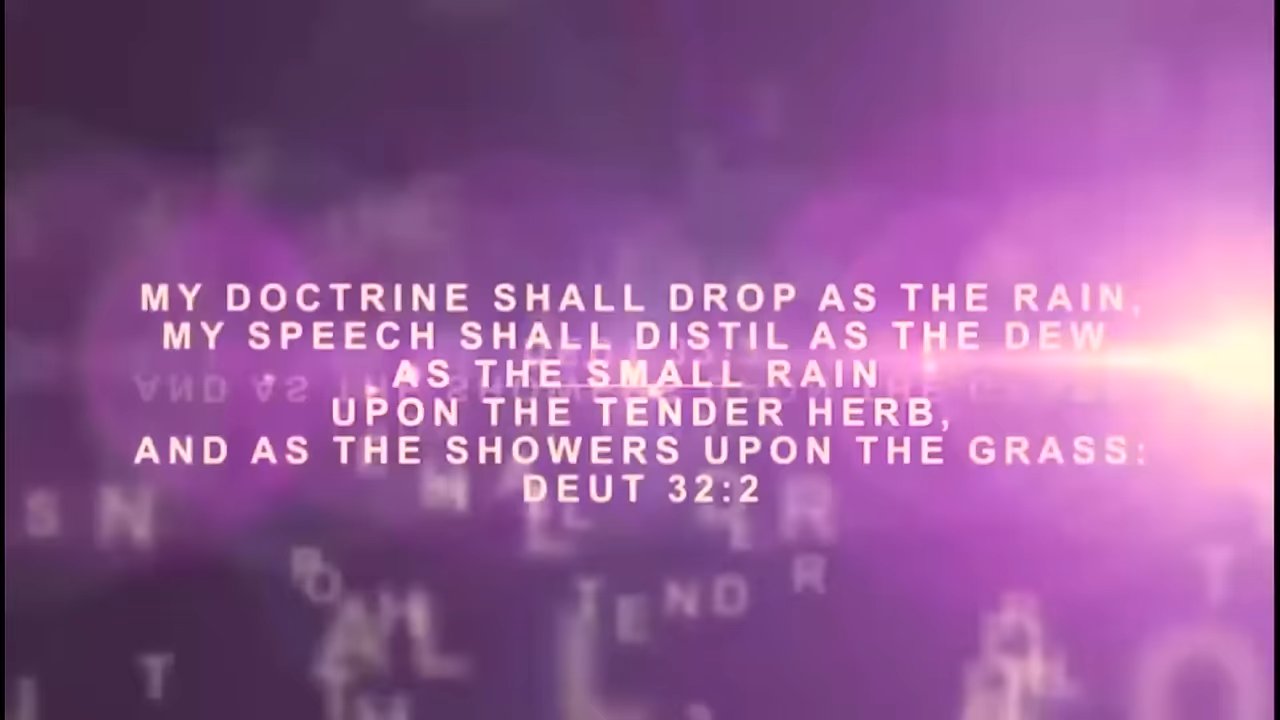 MY DOCTRINE SHALL DROP AS THE RAIN,
MY SPEECH SHALL DISTIL AS THE DEW
AS THE SMALL RAIN
UPON THE TENDER HERB,
AND AS THE SHOWERS UPON THE GRASS:
DEUT 32:2